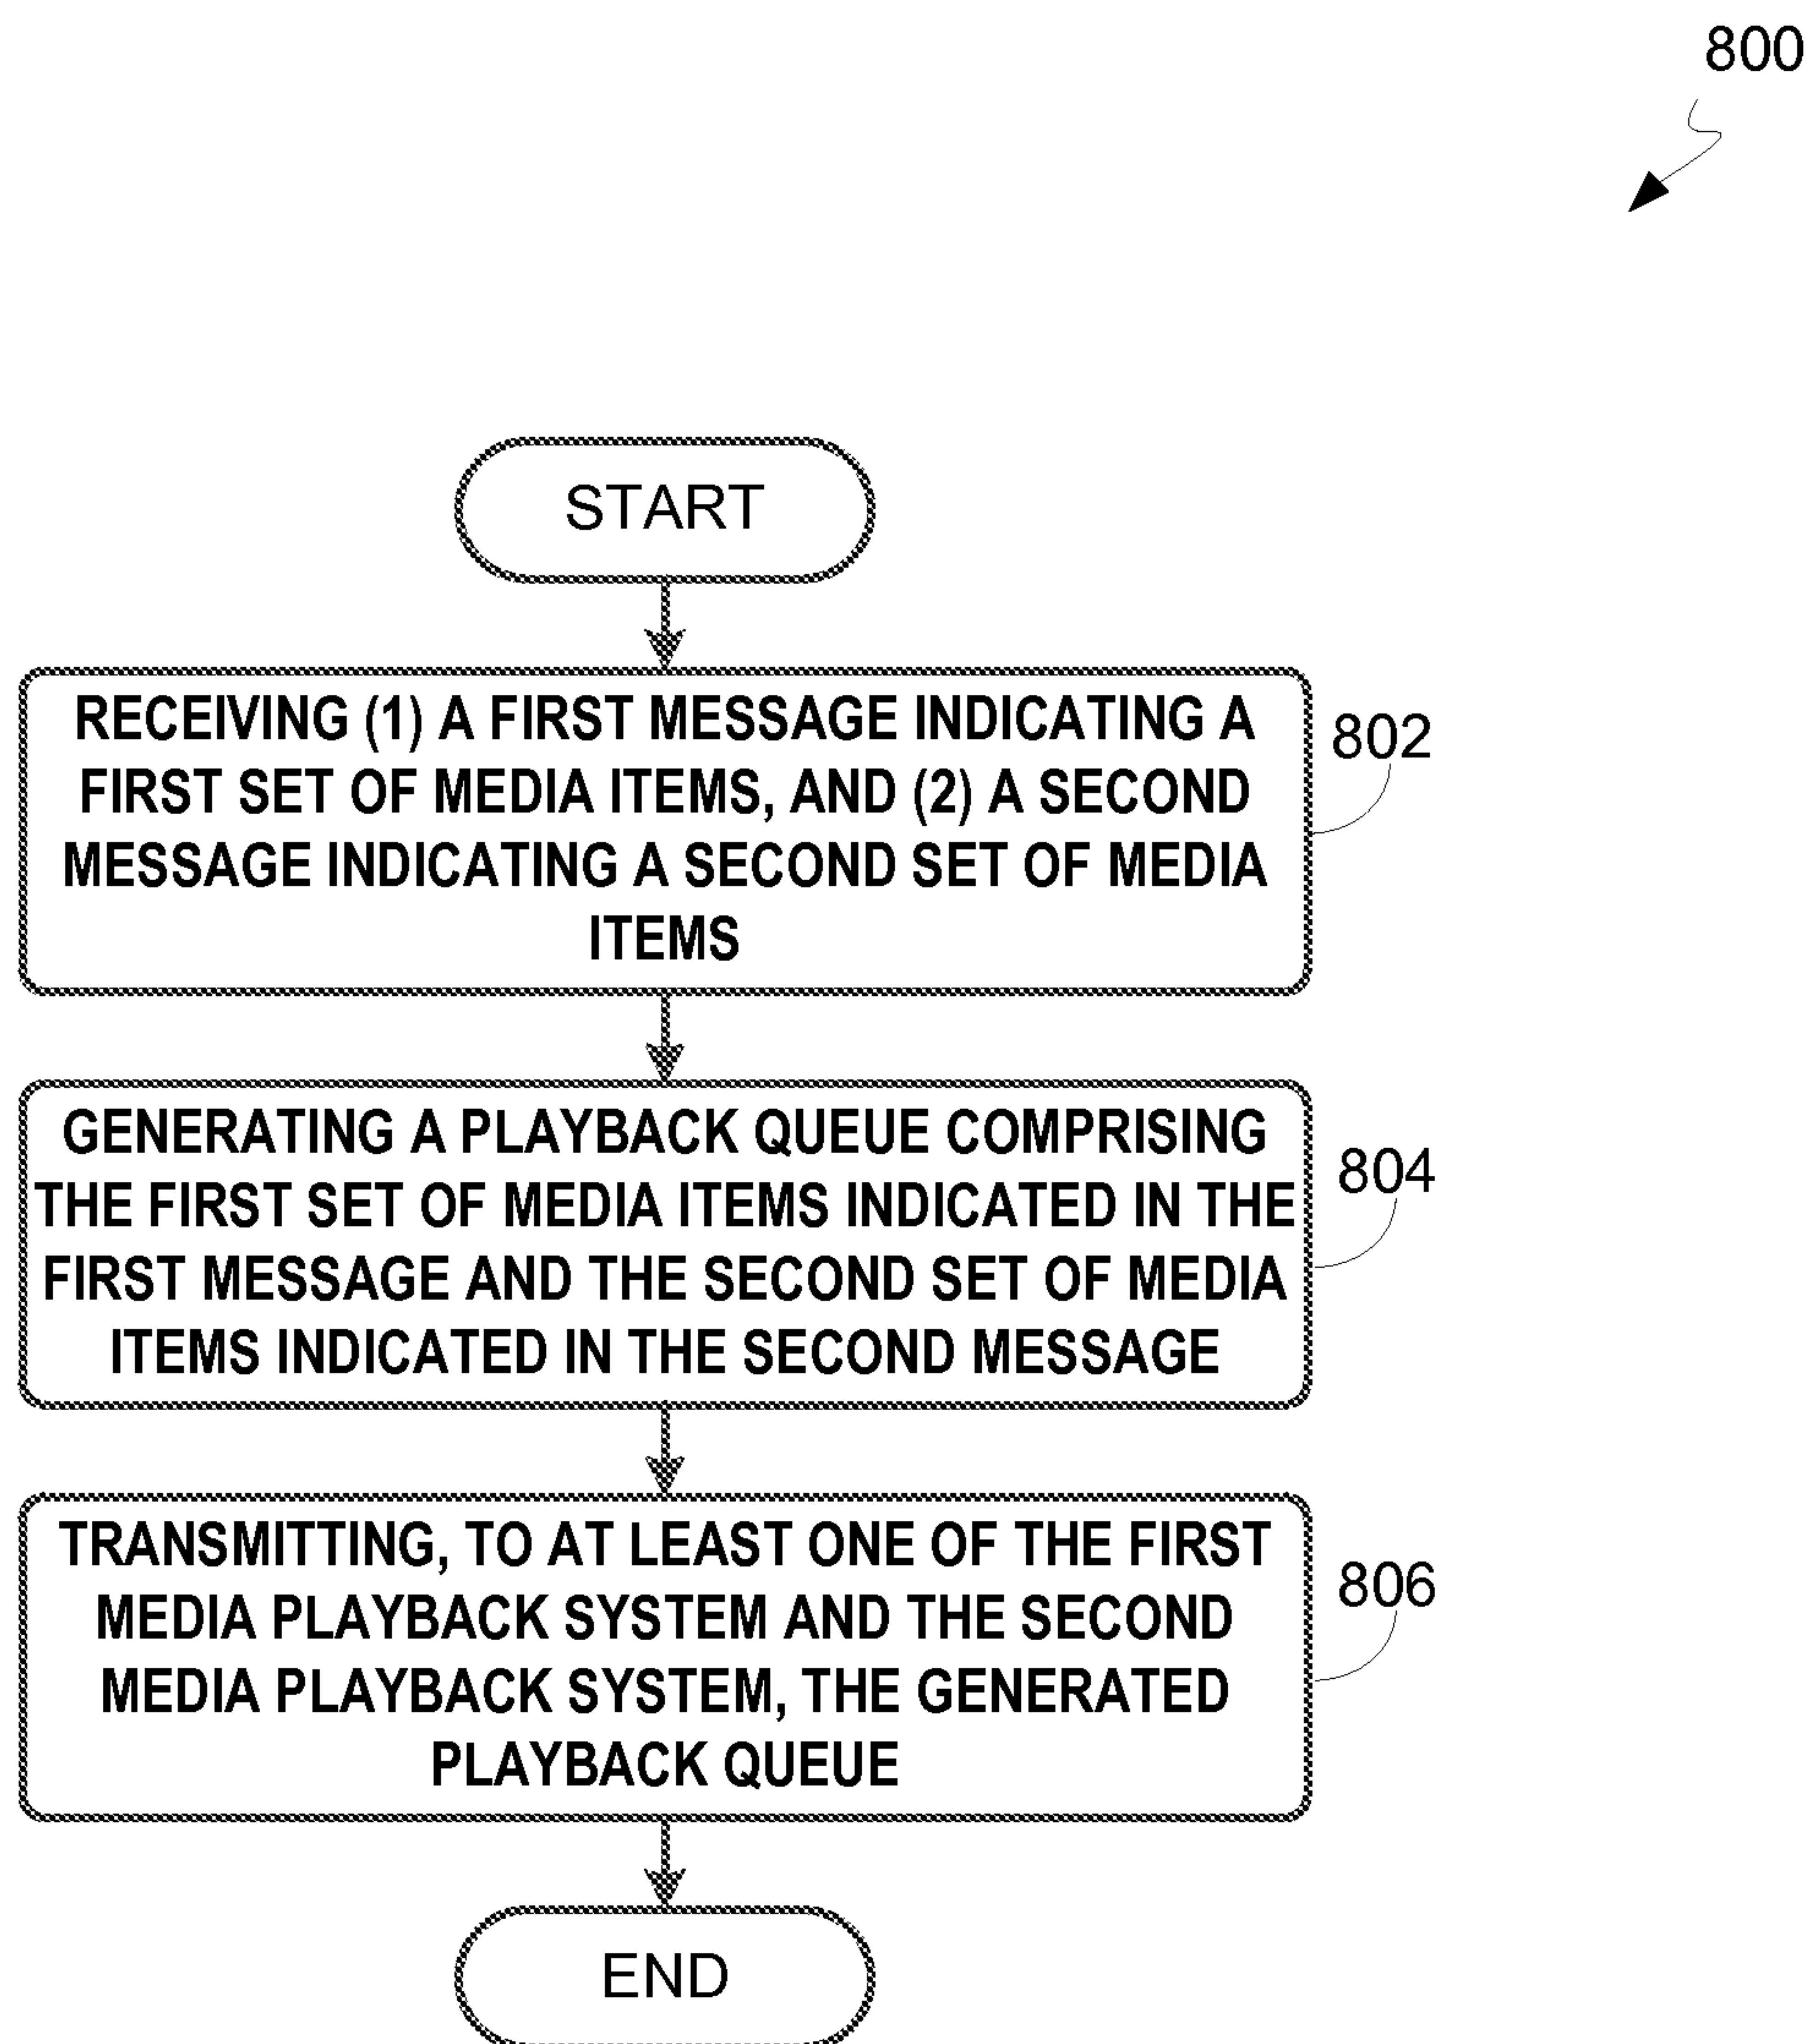 800
START
RECEIVING (1) A FIRST MESSAGE INDICATING A
FIRST SET OF MEDIA ITEMS, AND (2) A SECOND
MESSAGE INDICATING A SECOND SET OF MEDIA
ITEMS
802
GENERATING A PLAYBACK QUEUE COMPRISING
THE FIRST SET OF MEDIA ITEMS INDICATED IN THE
FIRST MESSAGE AND THE SECOND SET OF MEDIA
ITEMS INDICATED IN THE SECOND MESSAGE
804
TRANSMITTING, TO AT LEAST ONE OF THE FIRST
MEDIA PLAYBACK SYSTEM AND THE SECOND
MEDIA PLAYBACK SYSTEM, THE GENERATED
PLAYBACK QUEUE
806
END